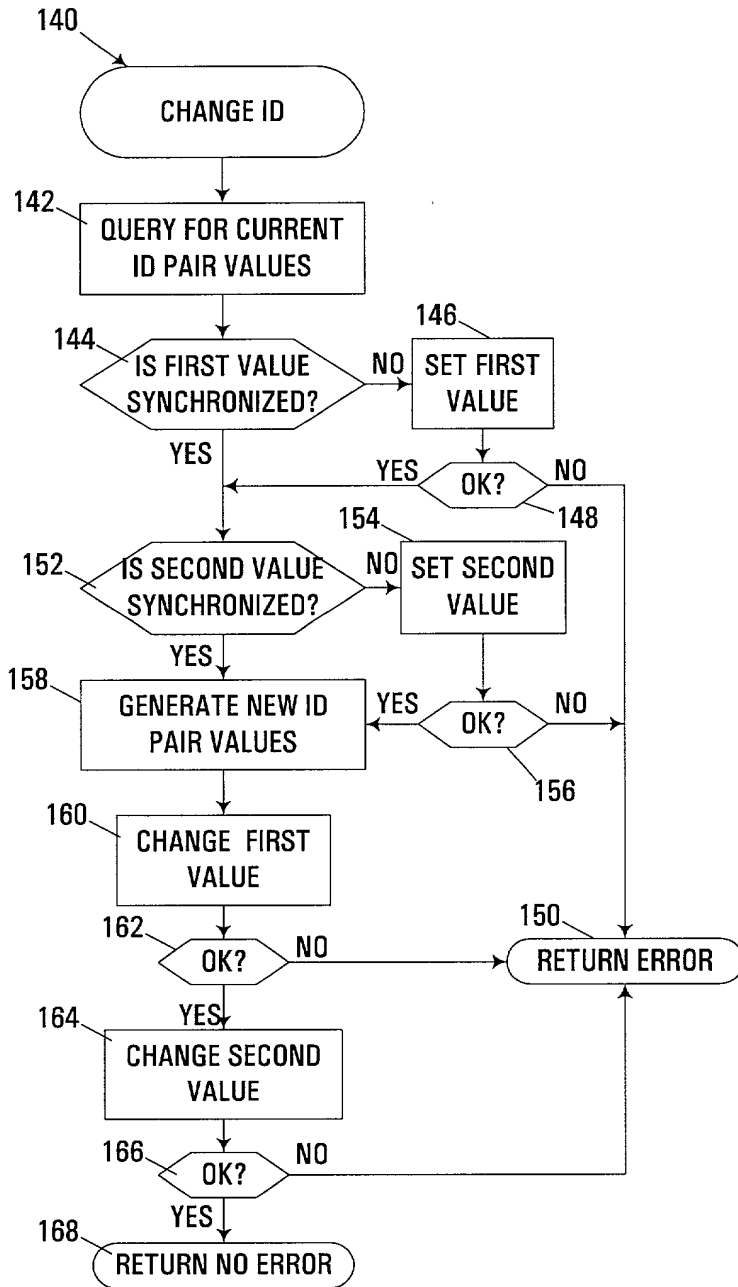 140
CHANGE ID
142
QUERY FOR CURRENT
ID PAIR VALUES
144
IS FIRST VALUE
SYNCHRONIZED?
NO
146
SET FIRST
VALUE
YES
YES
OK?
NO
148
152
IS SECOND VALUE
SYNCHRONIZED?
NO
154
SET SECOND
VALUE
YES
158
GENERATE NEW ID
PAIR VALUES
YES
OK?
NO
156
160
CHANGE FIRST
VALUE
162
OK?
NO
150
RETURN ERROR
YES
164
CHANGE SECOND
VALUE
166
OK?
NO
YES
168
RETURN NO ERROR